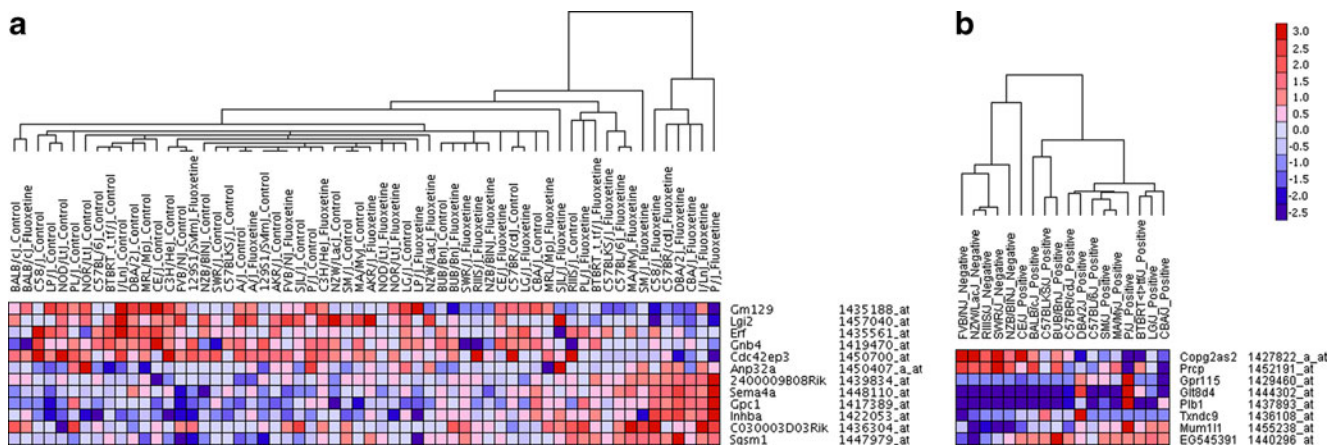 a
b
3.0
2.5
2.0
1.5
1.0
0.5
0.0
-0.5
-1.0
-1.5
-2.0
-2.5
BALB/cJ_Control
BALB/cJ_Fluoxetine
C58/J_Control
LP/J_Control
NOD/LtJ_Control
PL/J_Control
NOR/LtJ_Control
C57BL/6J_Control
BTBRT_t_tf/J_Control
I/LnJ_Control
DBA/2J_Control
MRL/MpJ_Control
CE/J_Control
C3H/HeJ_Control
FVB/NJ_Control
129S1/SvImJ_Fluoxetine
NZB/BlNJ_Control
SWR/J_Control
C57BLKS/J_Control
A/J_Control
A/J_Fluoxetine
129S1/SvImJ_Control
AKR/J_Control
FVB/NJ_Fluoxetine
SJL/J_Control
P/J_Control
C3H/HeJ_Fluoxetine
NZW/LacJ_Control
SM/J_Control
MA/MyJ_Control
AKR/J_Fluoxetine
NOD/LtJ_Fluoxetine
NOR/LtJ_Fluoxetine
LG/J_Control
LP/J_Fluoxetine
NZW/LacJ_Fluoxetine
BUB/BnJ_Control
BUB/BnJ_Fluoxetine
SWR/J_Fluoxetine
RIIIS/J_Fluoxetine
NZB/BlNJ_Fluoxetine
CE/J_Fluoxetine
C57BR/cdJ_Control
LG/J_Fluoxetine
CBA/J_Control
MRL/MpJ_Fluoxetine
SJL/J_Fluoxetine
RIIIS/J_Control
PL/J_Fluoxetine
BTBRT_t_tf/J_Fluoxetine
C57BLKS/J_Fluoxetine
C57BL/6J_Fluoxetine
MA/MyJ_Fluoxetine
SM/J_Fluoxetine
C58/J_Fluoxetine
C57BR/cdJ_Fluoxetine
DBA/2J_Fluoxetine
CBA/J_Fluoxetine
I/LnJ_Fluoxetine
P/J_Fluoxetine
Gm129 1435188_at
Lgi2 1457040_at
Erf 1435561_at
Gnb4 1419470_at
Cdc42ep3 1450700_at
Anp32a 1450407_a_at
2400009B08Rik 1439834_at
Sema4a 1448110_at
Gpc1 1417389_at
Inhba 1422053_at
C030003D03Rik 1436304_at
Sqsm1 1447979_at
FVB/NJ_Negative
NZW/LacJ_Negative
RIIIS/J_Negative
SWR/J_Negative
NZB/BlNJ_Negative
CE/J_Positive
BALB/cJ_Positive
C57BLKS/J_Positive
BUB/BnJ_Positive
C57BR/cdJ_Positive
DBA/2J_Positive
C57BL/6J_Positive
SM/J_Positive
MA/MyJ_Positive
P/J_Positive
BTBRT<t>tf/J_Positive
LG/J_Positive
CBA/J_Positive
Copg2as2 1427822_a_at
Prcp 1452191_at
Gpr115 1429460_at
Glt8d4 1444302_at
Plb1 1437893_at
Txndc9 1436108_at
Mum1l1 1455238_at
EG545391 1440296_at